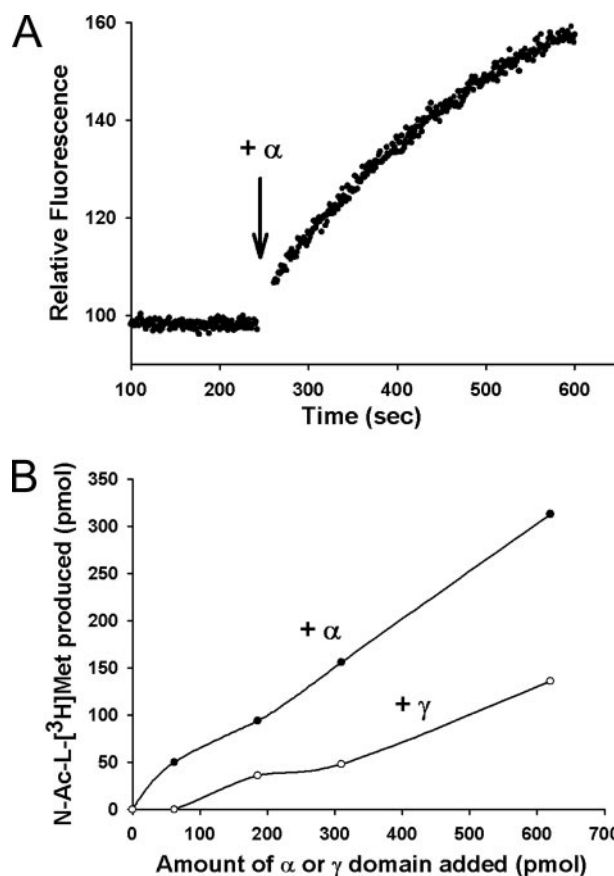 A
Relative Fluorescence
160
140
120
100
+ α
100 200 300 400 500 600
Time (sec)
B
N-Ac-L-[³H]Met produced (pmol)
350
300
250
200
150
100
50
0
+ α
+ γ
0 100 200 300 400 500 600 700
Amount of α or γ domain added (pmol)